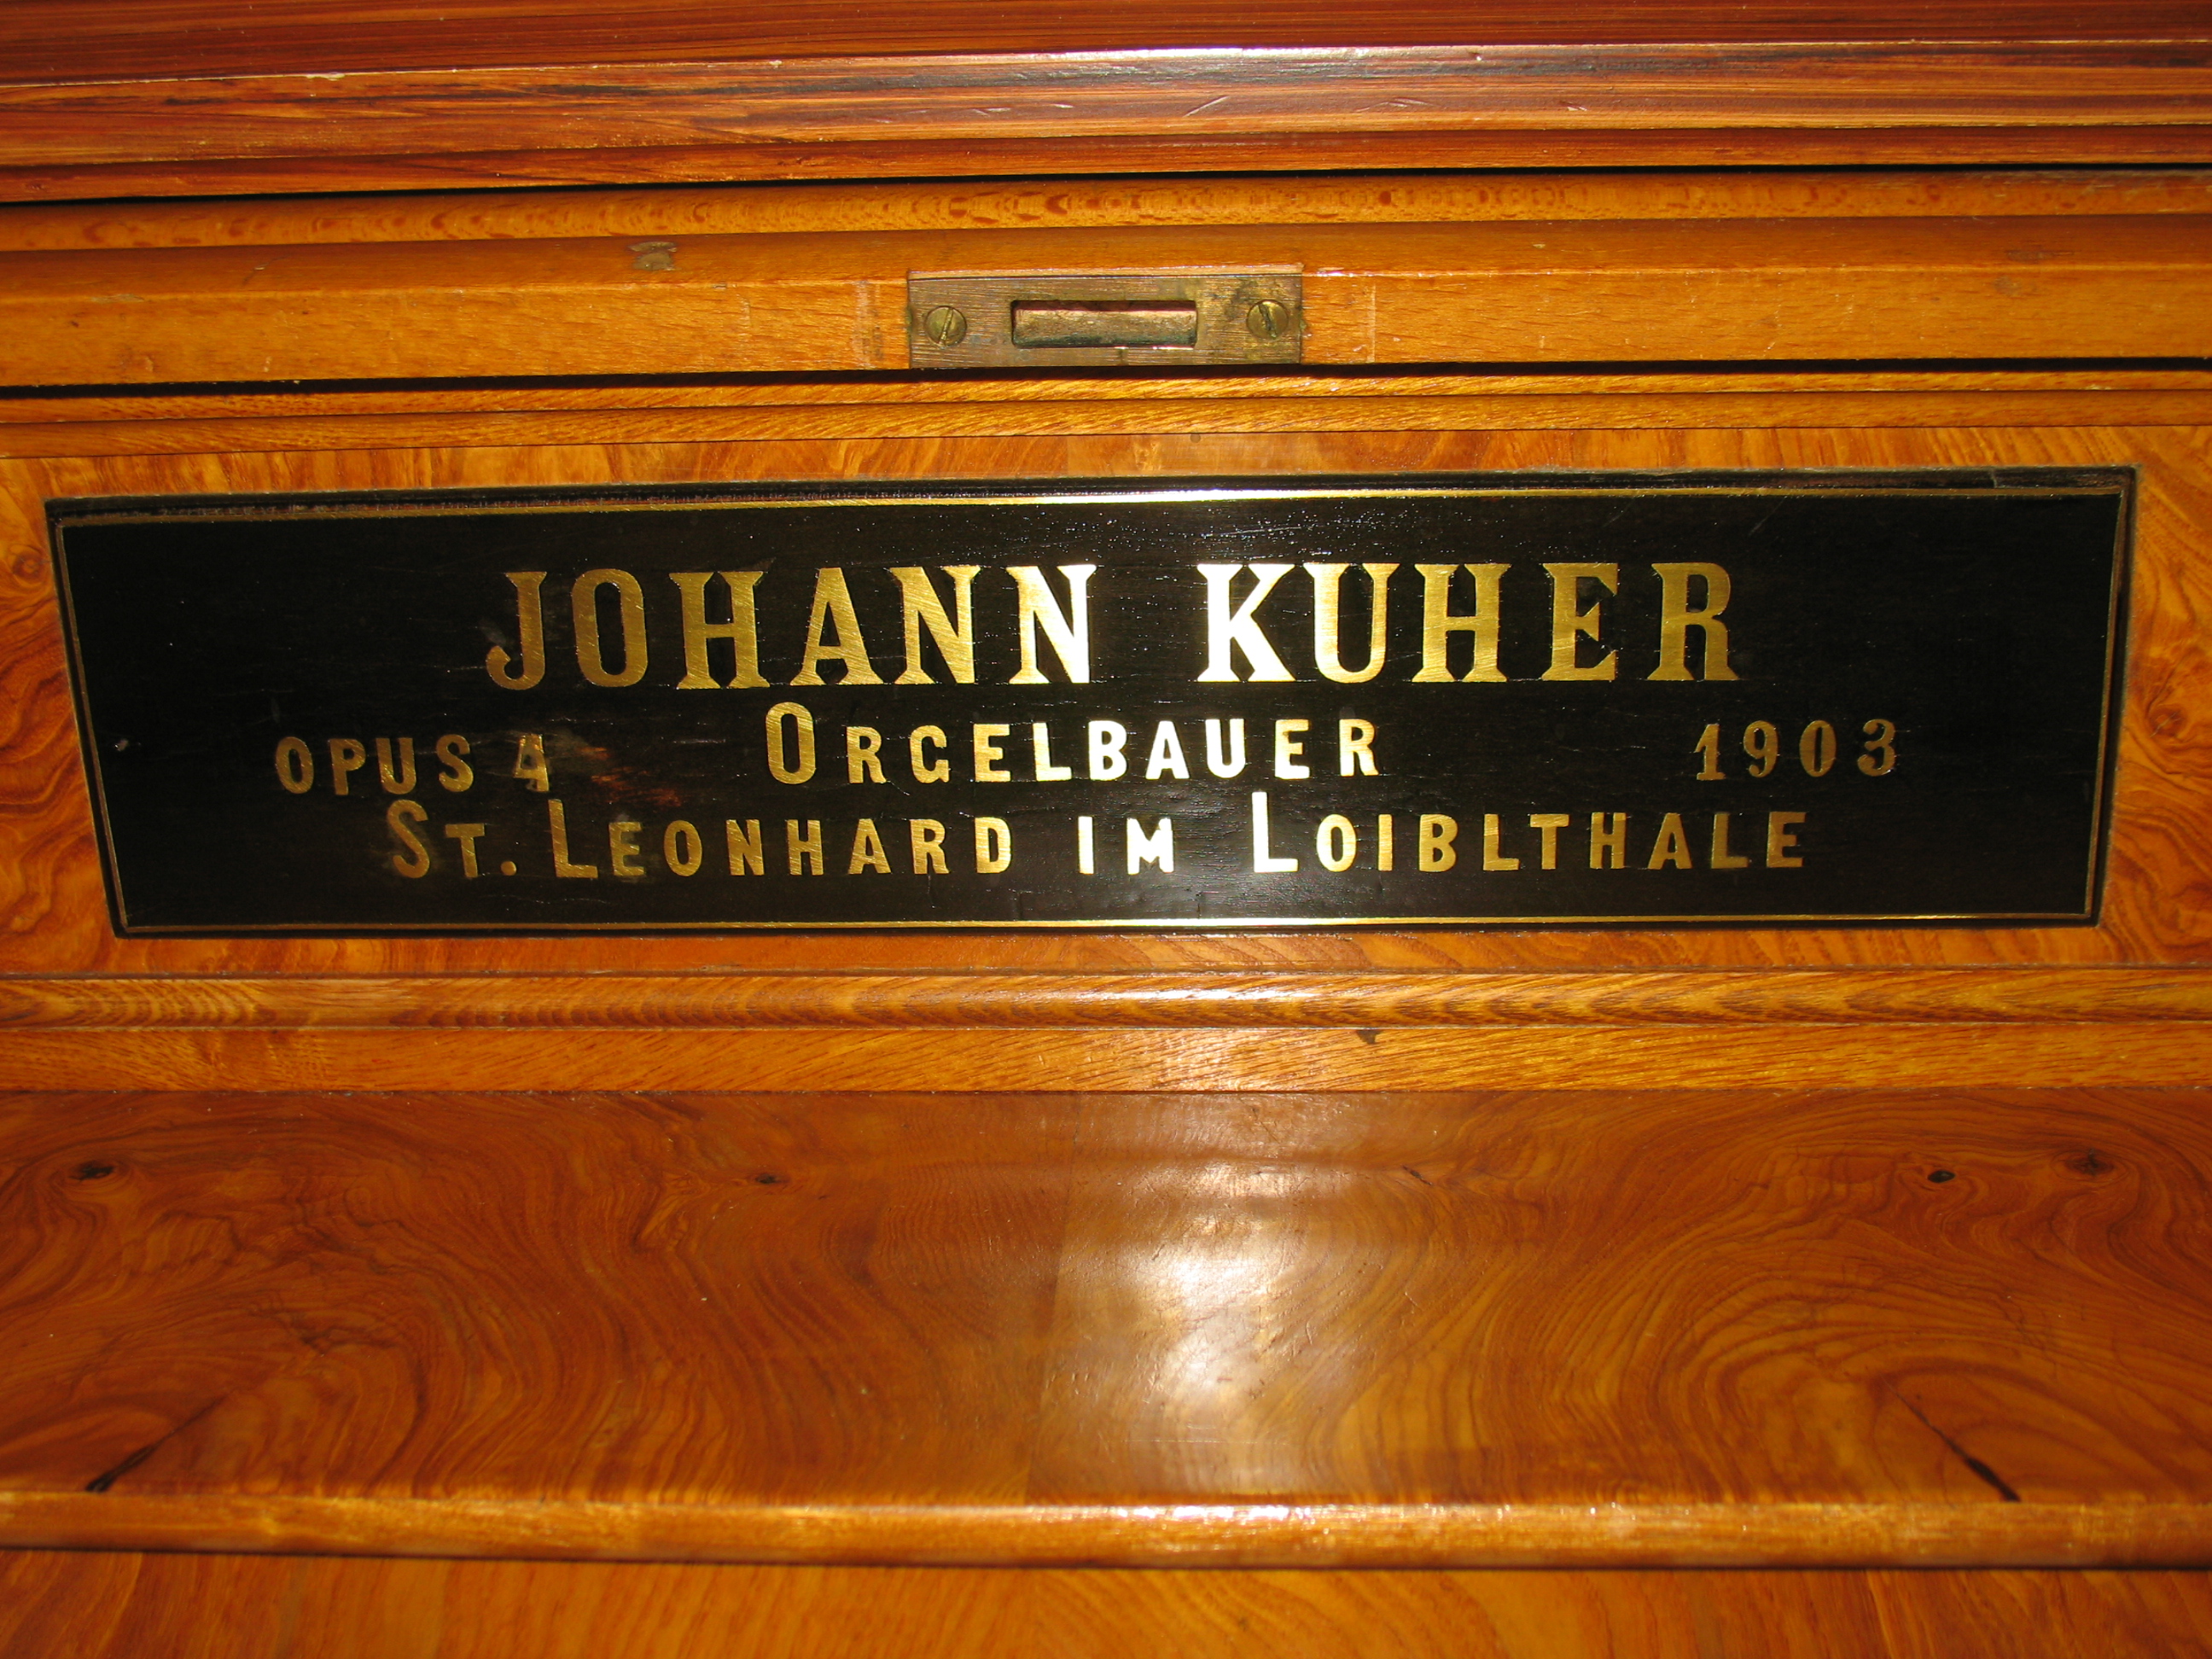 JOHANN KUHER
OPUS 4 ORGELBAUER 1903
ST. LEONHARD IM LOIBLTHALE